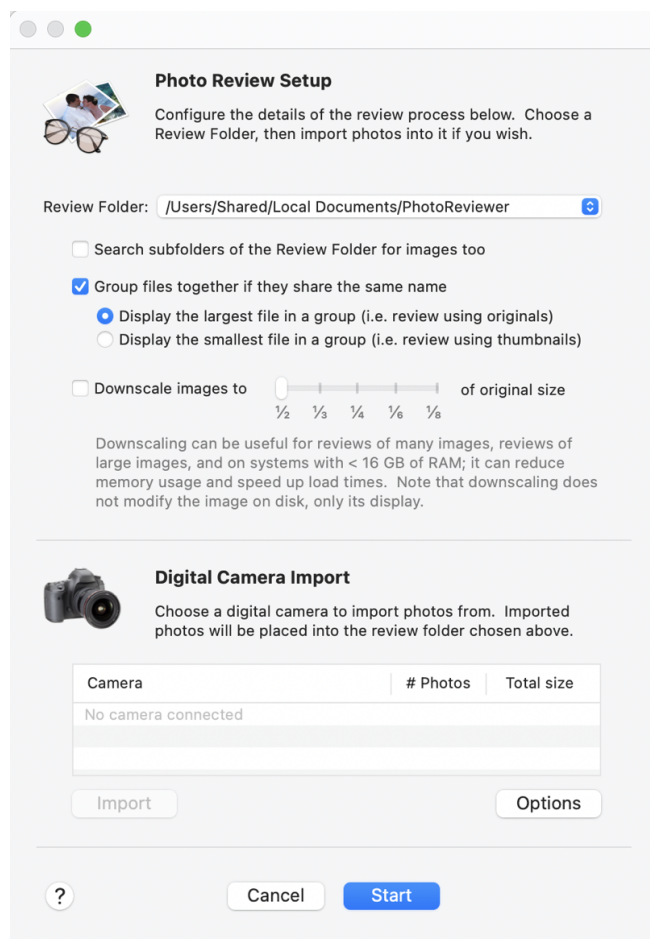 Photo Review Setup
Configure the details of the review process below.  Choose a
Review Folder, then import photos into it if you wish.
Review Folder: /Users/Shared/Local Documents/PhotoReviewer
Search subfolders of the Review Folder for images too
Group files together if they share the same name
Display the largest file in a group (i.e. review using originals)
Display the smallest file in a group (i.e. review using thumbnails)
Downscale images to of original size
½ ⅓ ¼ ⅙ ⅛
Downscaling can be useful for reviews of many images, reviews of
large images, and on systems with < 16 GB of RAM; it can reduce
memory usage and speed up load times.  Note that downscaling does
not modify the image on disk, only its display.
Digital Camera Import
Choose a digital camera to import photos from.  Imported
photos will be placed into the review folder chosen above.
Camera # Photos Total size
No camera connected
Import Options
? Cancel Start